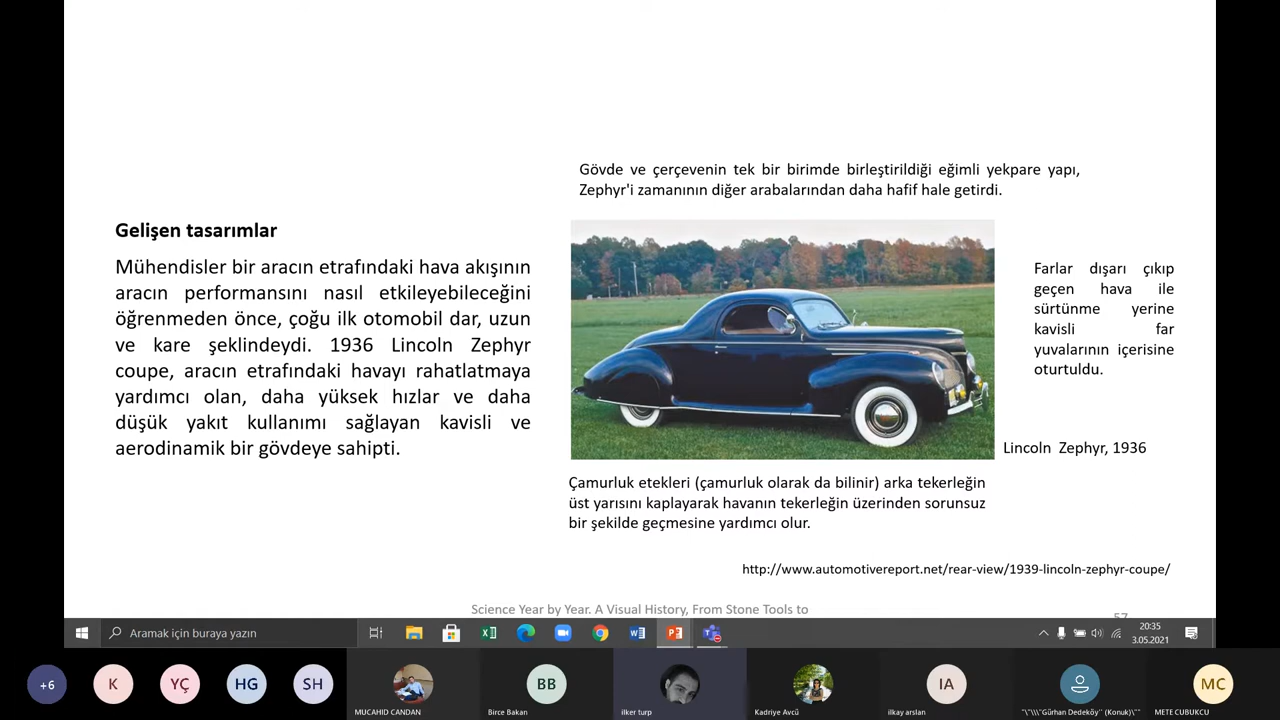 Gövde ve çerçevenin tek bir birimde birleştirildiği eğimli yekpare yapı,
Zephyr'i zamanının diğer arabalarından daha hafif hale getirdi.
Gelişen tasarımlar
Mühendisler bir aracın etrafındaki hava akışının
aracın performansını nasıl etkileyebileceğini
öğrenmeden önce, çoğu ilk otomobil dar, uzun
ve kare şeklindeydi. 1936 Lincoln Zephyr
coupe, aracın etrafındaki havayı rahatlatmaya
yardımcı olan, daha yüksek hızlar ve daha
düşük yakıt kullanımı sağlayan kavisli ve
aerodinamik bir gövdeye sahipti.
Farlar dışarı çıkıp
geçen hava ile
sürtünme yerine
kavisli far
yuvalarının içerisine
oturtuldu.
Lincoln Zephyr, 1936
Çamurluk etekleri (çamurluk olarak da bilinir) arka tekerleğin
üst yarısını kaplayarak havanın tekerleğin üzerinden sorunsuz
bir şekilde geçmesine yardımcı olur.
http://www.automotivereport.net/rear-view/1939-lincoln-zephyr-coupe/
Science Year by Year. A Visual History, From Stone Tools to
57
Aramak için buraya yazın
20:35
3.05.2021
+6
K
YÇ
HG
SH
MUCAHID CANDAN
BB
Birce Bakan
ilker turp
Kadriye Avcü
IA
ilkay arslan
"\"\\\"Gürhan Dedeköy'' (Konuk)\""
MC
METE CUBUKCU